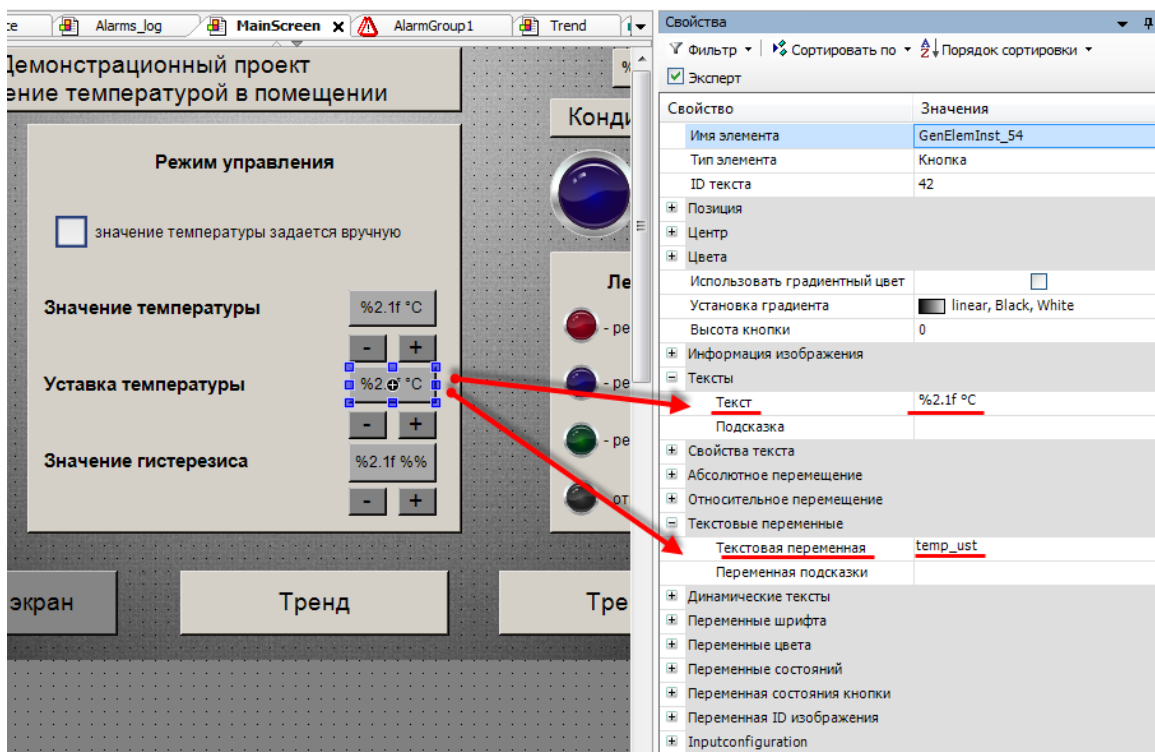 ce Alarms_log MainScreen x AlarmGroup1 Trend
Демонстрационный проект
ение температурой в помещении
%
Конди
Режим управления
значение температуры задается вручную
Ле
Значение температуры %2.1f °C
- ре
- +
Уставка температуры %2. °C
- ре
- +
- ре
Значение гистерезиса %2.1f %%
- +
от
экран Тренд Тре
Свойства
Фильтр Сортировать по Порядок сортировки
Эксперт
Свойство Значения
Имя элемента GenElemInst_54
Тип элемента Кнопка
ID текста 42
Позиция
Центр
Цвета
Использовать градиентный цвет
Установка градиента linear, Black, White
Высота кнопки 0
Информация изображения
Тексты
Текст %2.1f °C
Подсказка
Свойства текста
Абсолютное перемещение
Относительное перемещение
Текстовые переменные
Текстовая переменная temp_ust
Переменная подсказки
Динамические тексты
Переменные шрифта
Переменные цвета
Переменные состояний
Переменная состояния кнопки
Переменная ID изображения
Inputconfiguration